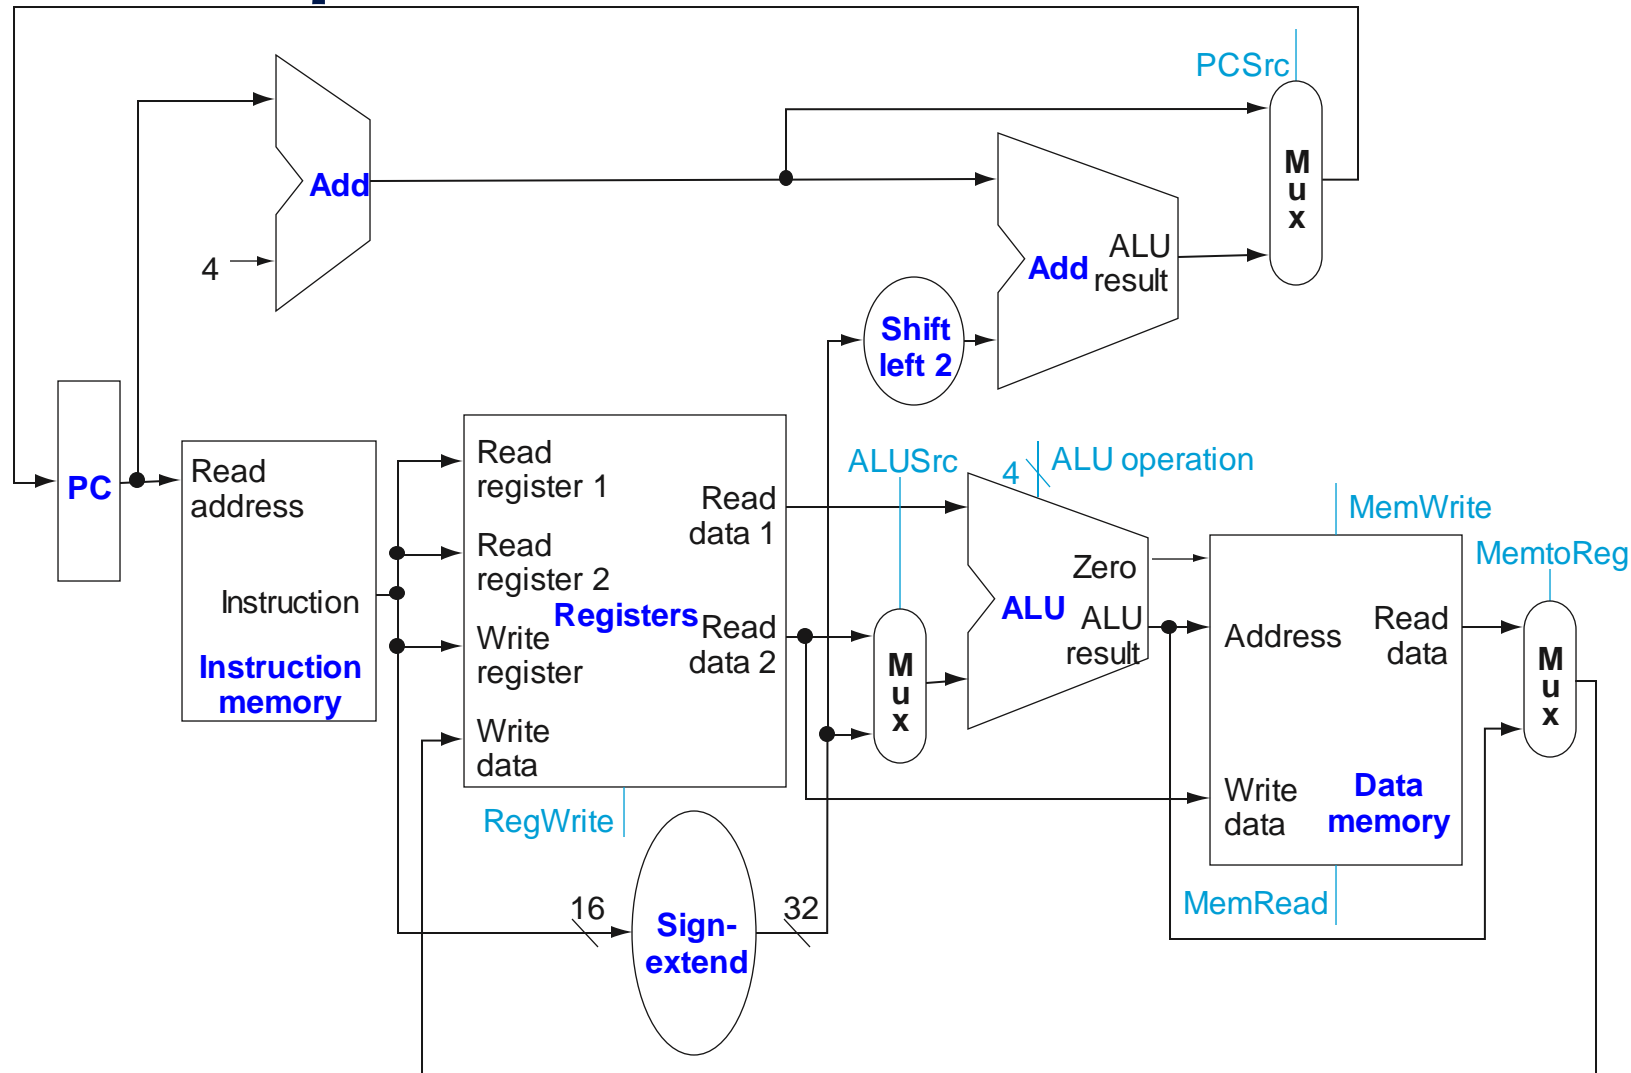 PCSrc
M
u
x
Add
4
Add
ALU
result
Shift
left 2
PC
Read
address
Instruction
Instruction
memory
Read
register 1
Read
register 2
Write
register
Write
data
Registers
Read
data 1
Read
data 2
RegWrite
16
Sign-
extend
32
ALUSrc
M
u
x
4
ALU operation
Zero
ALU
ALU
result
MemWrite
Address
Read
data
Write
data
Data
memory
MemRead
MemtoReg
M
u
x